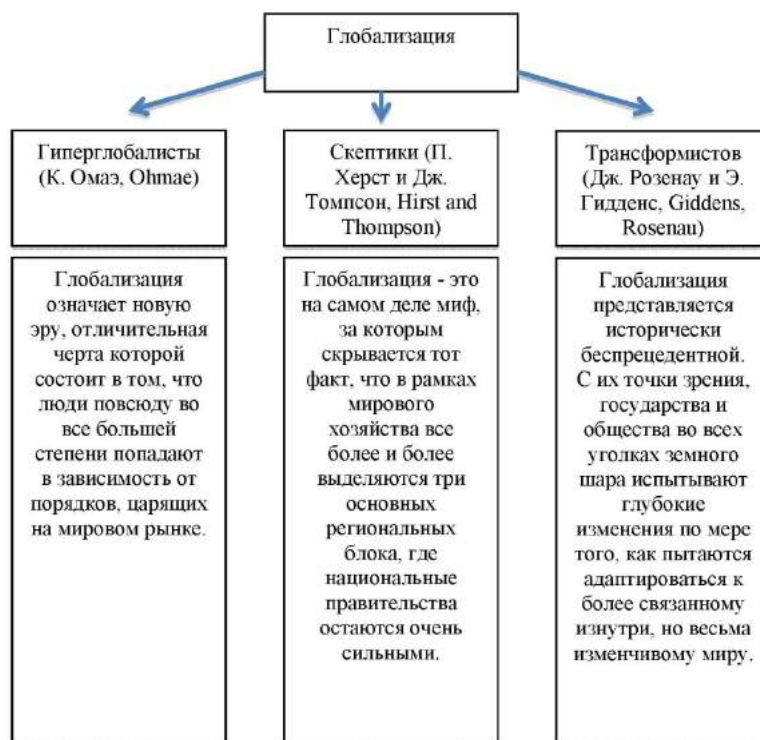 Глобализация
Гиперглобалисты
(К. Омаэ, Ohmae)
Скептики (П.
Херст и Дж.
Томпсон, Hirst and
Thompson)
Трансформистов
(Дж. Розенау и Э.
Гидденс, Giddens,
Rosenau)
Глобализация
означает новую
эру, отличительная
черта которой
состоит в том, что
люди повсюду во
все большей
степени попадают
в зависимость от
порядков, царящих
на мировом рынке.
Глобализация - это
на самом деле миф,
за которым
скрывается тот
факт, что в рамках
мирового
хозяйства все
более и более
выделяются три
основных
региональных
блока, где
национальные
правительства
остаются очень
сильными.
Глобализация
представляется
исторически
беспрецедентной.
С их точки зрения,
государства и
общества во всех
уголках земного
шара испытывают
глубокие
изменения по мере
того, как пытаются
адаптироваться к
более связанному
изнутри, но весьма
изменчивому миру.